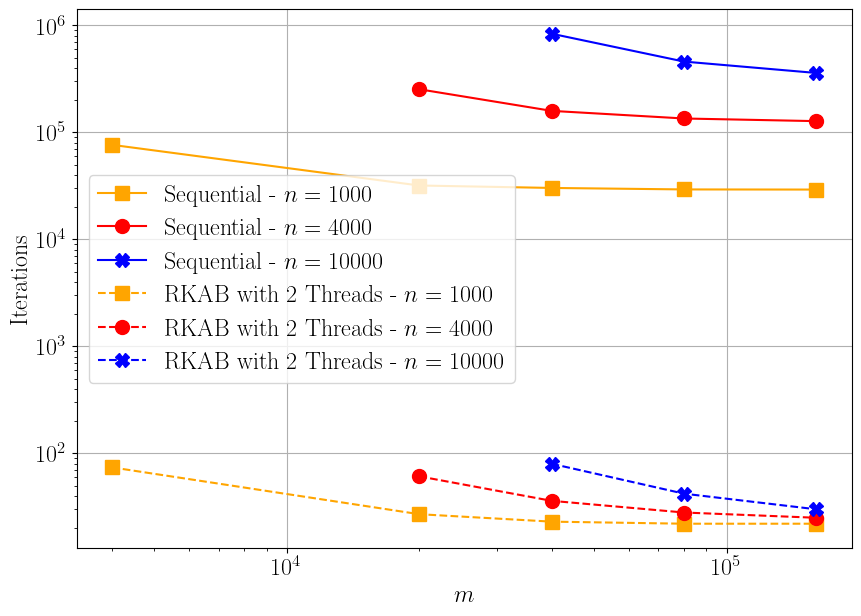 10^6
10^5
10^4
10^3
10^2
Iterations
Sequential - n = 1000
Sequential - n = 4000
Sequential - n = 10000
RKAB with 2 Threads - n = 1000
RKAB with 2 Threads - n = 4000
RKAB with 2 Threads - n = 10000
10^4
10^5
m